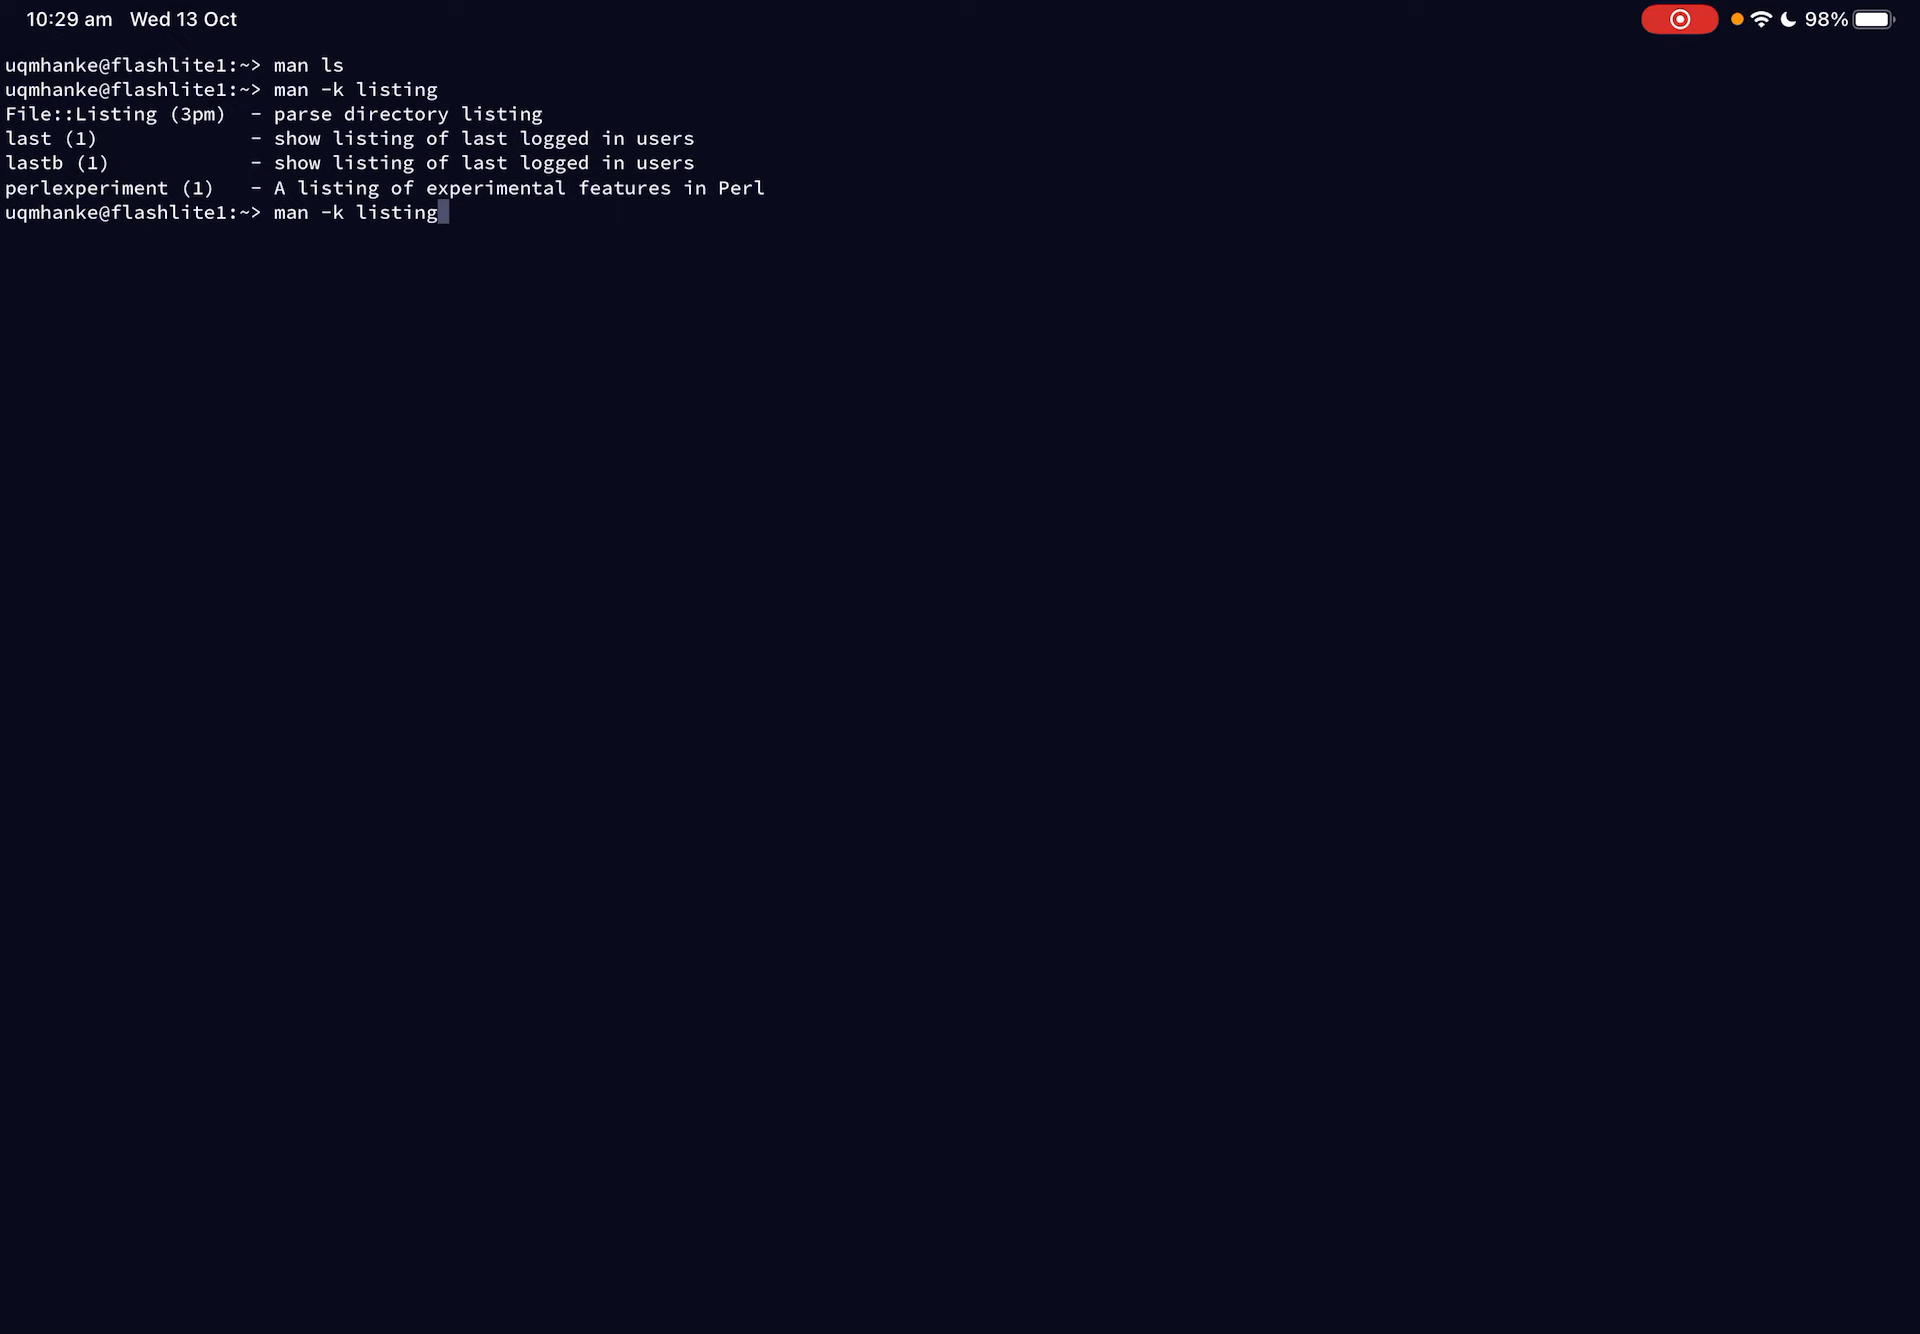 10:29 am Wed 13 Oct 98%
uqmhanke@flashlite1:~> man ls
uqmhanke@flashlite1:~> man -k listing
File::Listing (3pm)  - parse directory listing
last (1)             - show listing of last logged in users
lastb (1)            - show listing of last logged in users
perlexperiment (1)   - A listing of experimental features in Perl
uqmhanke@flashlite1:~> man -k listing